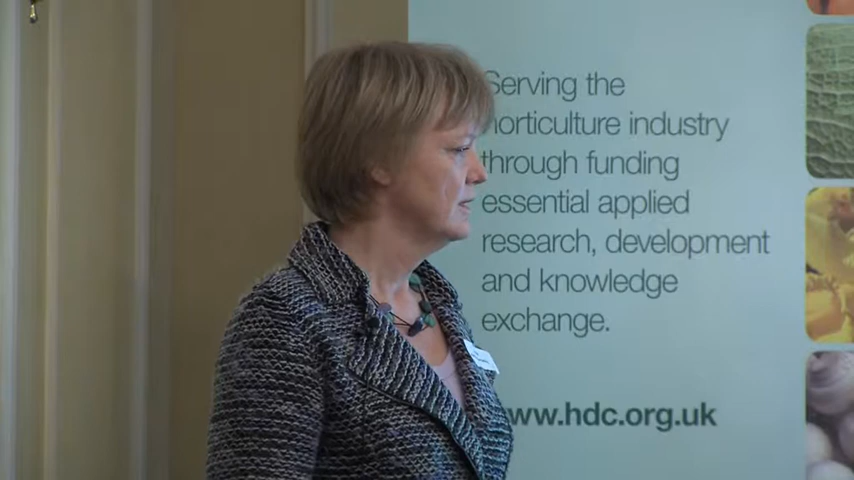 Serving the
horticulture industry
through funding
essential applied
research, development
and knowledge
exchange.
www.hdc.org.uk